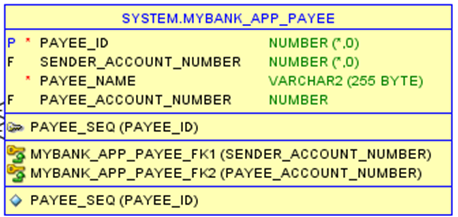 SYSTEM.MYBANK_APP_PAYEE
P * PAYEE_ID NUMBER (*,0)
F SENDER_ACCOUNT_NUMBER NUMBER (*,0)
* PAYEE_NAME VARCHAR2 (255 BYTE)
F PAYEE_ACCOUNT_NUMBER NUMBER
PAYEE_SEQ (PAYEE_ID)
MYBANK_APP_PAYEE_FK1 (SENDER_ACCOUNT_NUMBER)
MYBANK_APP_PAYEE_FK2 (PAYEE_ACCOUNT_NUMBER)
PAYEE_SEQ (PAYEE_ID)